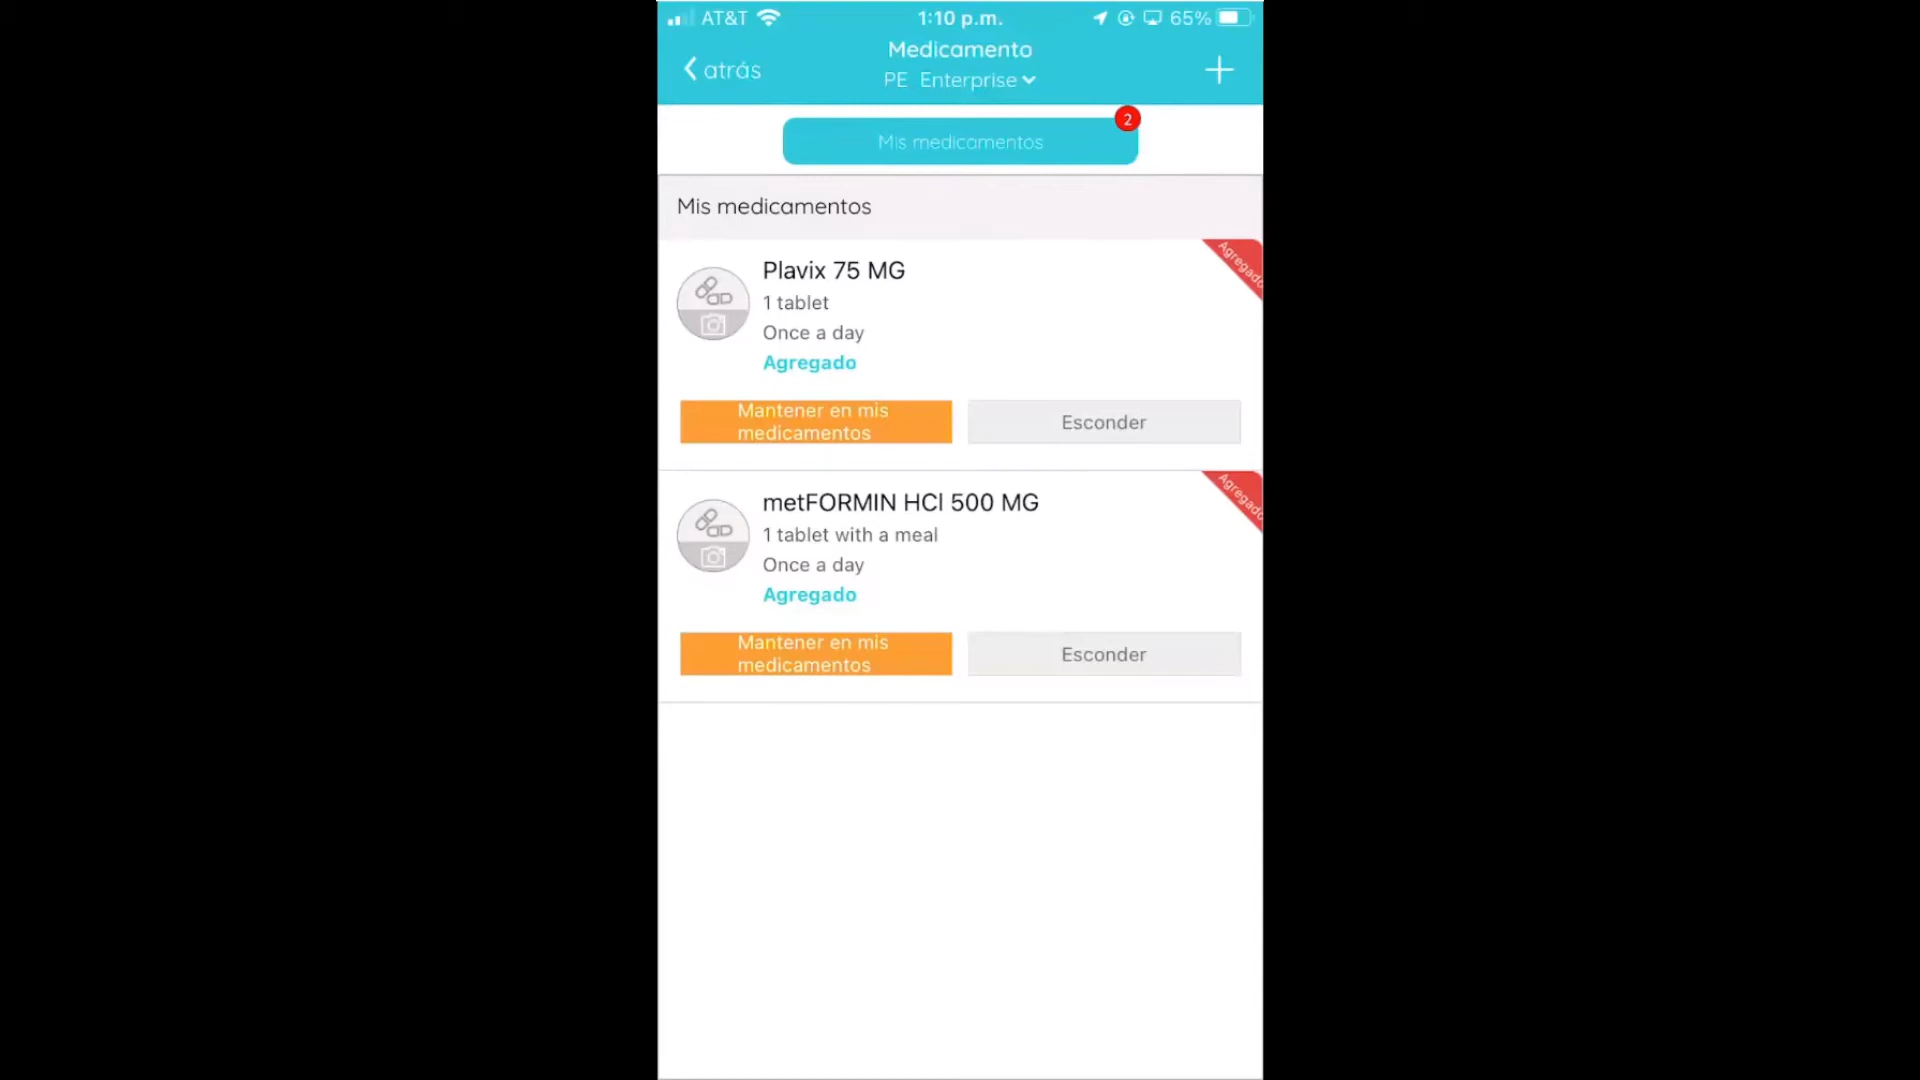 AT&T 1:10 p.m. 65%
Medicamento
atrás
PE Enterprise
2
Mis medicamentos
Mis medicamentos
Agregado
Plavix 75 MG
1 tablet
Once a day
Agregado
Mantener en mis
medicamentos
Esconder
Agregado
metFORMIN HCl 500 MG
1 tablet with a meal
Once a day
Agregado
Mantener en mis
medicamentos
Esconder